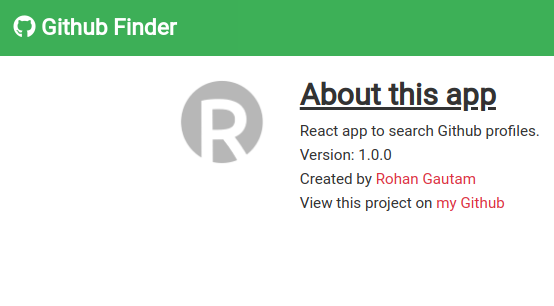 Github Finder
R
About this app
React app to search Github profiles.
Version: 1.0.0
Created by Rohan Gautam
View this project on my Github